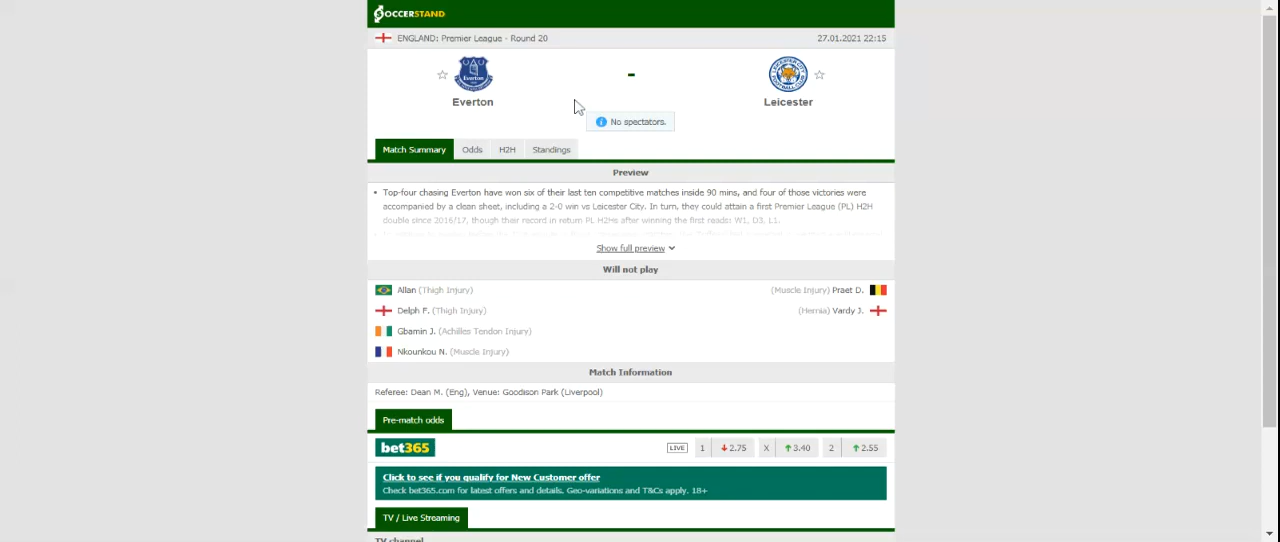 SOCCERSTAND
ENGLAND: Premier League - Round 20 27.01.2021 22:15
-
Everton Leicester
No spectators.
Match Summary Odds H2H Standings
Preview
Top-four chasing Everton have won six of their last ten competitive matches inside 90 mins, and four of those victories were
accompanied by a clean sheet, including a 2-0 win vs Leicester City. In turn, they could attain a first Premier League (PL) H2H
double since 2016/17, though their record in return PL H2Hs after winning the first reads: W1, D3, L1.
Show full preview
Will not play
Allan (Thigh Injury) (Muscle Injury) Praet D.
Delph F. (Thigh Injury) (Hernia) Vardy J.
Gbamin J. (Achilles Tendon Injury)
Nkounkou N. (Muscle Injury)
Match Information
Referee: Dean M. (Eng), Venue: Goodison Park (Liverpool)
Pre-match odds
bet365 LIVE 1 2.75 X 3.40 2 2.55
Click to see if you qualify for New Customer offer
Check bet365.com for latest offers and details. Geo-variations and T&Cs apply. 18+
TV / Live Streaming
TV channel